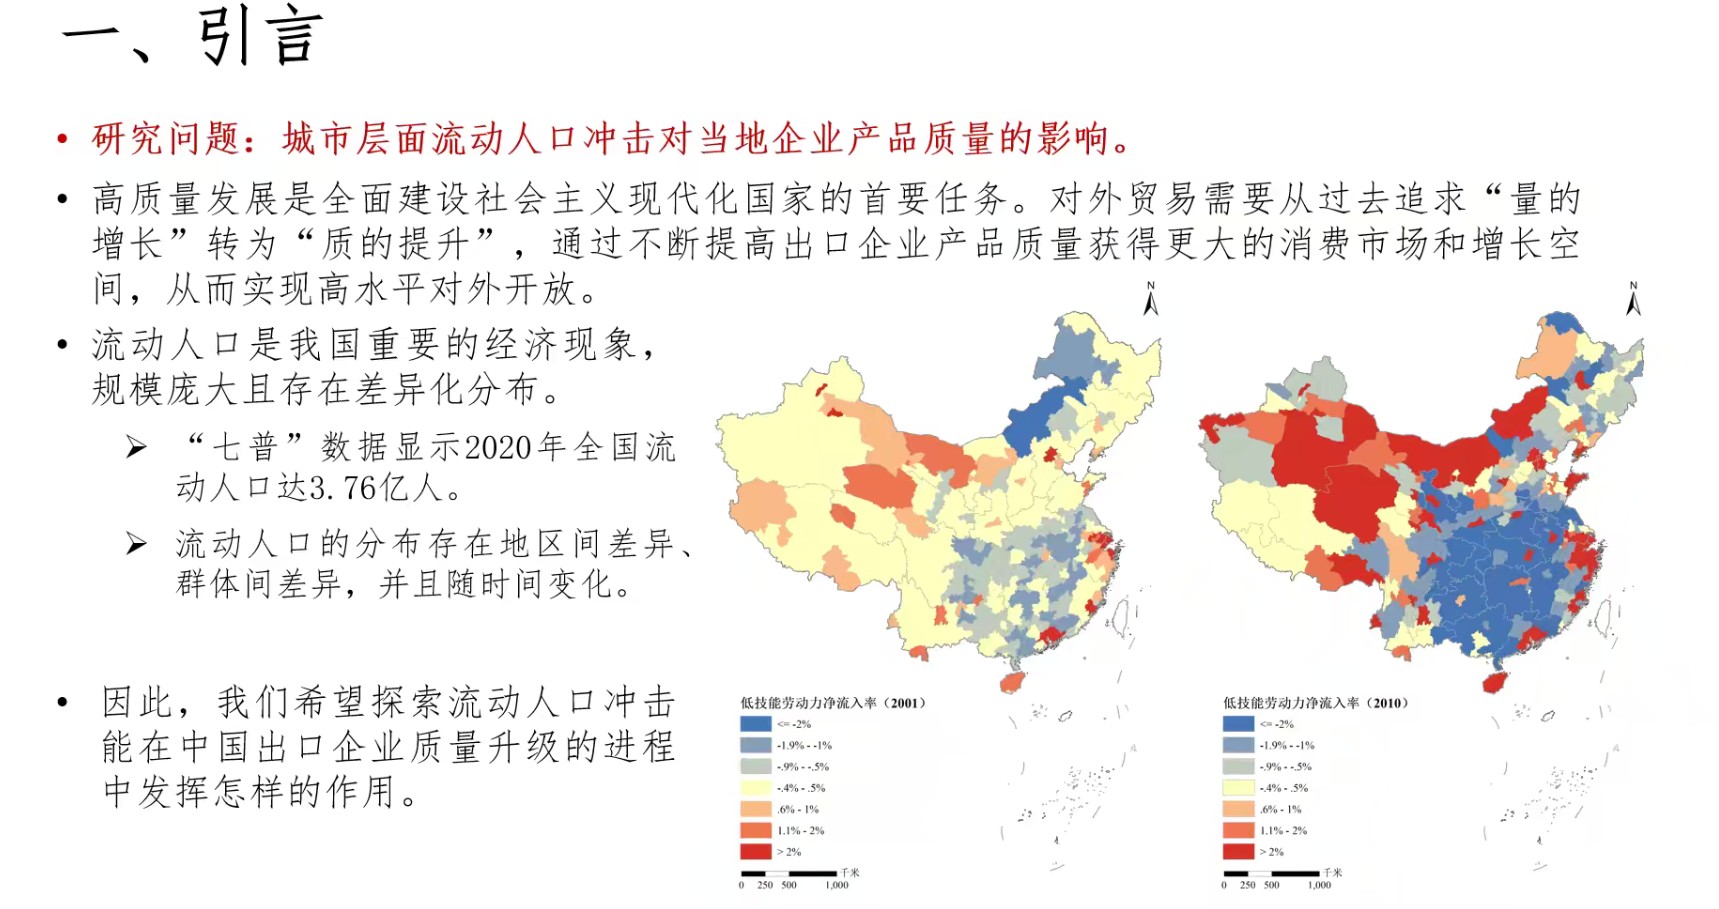 一、引言
• 研究问题：城市层面流动人口冲击对当地企业产品质量的影响。
• 高质量发展是全面建设社会主义现代化国家的首要任务。对外贸易需要从过去追求“量的
增长”转为“质的提升”，通过不断提高出口企业产品质量获得更大的消费市场和增长空
间，从而实现高水平对外开放。
• 流动人口是我国重要的经济现象，
规模庞大且存在差异化分布。
➢ “七普”数据显示2020年全国流
动人口达3.76亿人。
➢ 流动人口的分布存在地区间差异、
群体间差异，并且随时间变化。
• 因此，我们希望探索流动人口冲击
能在中国出口企业质量升级的进程
中发挥怎样的作用。
N
低技能劳动力净流入率（2001）
<= -2%
-1.9% - -1%
-.9% - -.5%
-.4% - .5%
.6% - 1%
1.1% - 2%
> 2%
千米
0 250 500 1,000
N
低技能劳动力净流入率（2010）
<= -2%
-1.9% - -1%
-.9% - -.5%
-.4% - .5%
.6% - 1%
1.1% - 2%
> 2%
千米
0 250 500 1,000